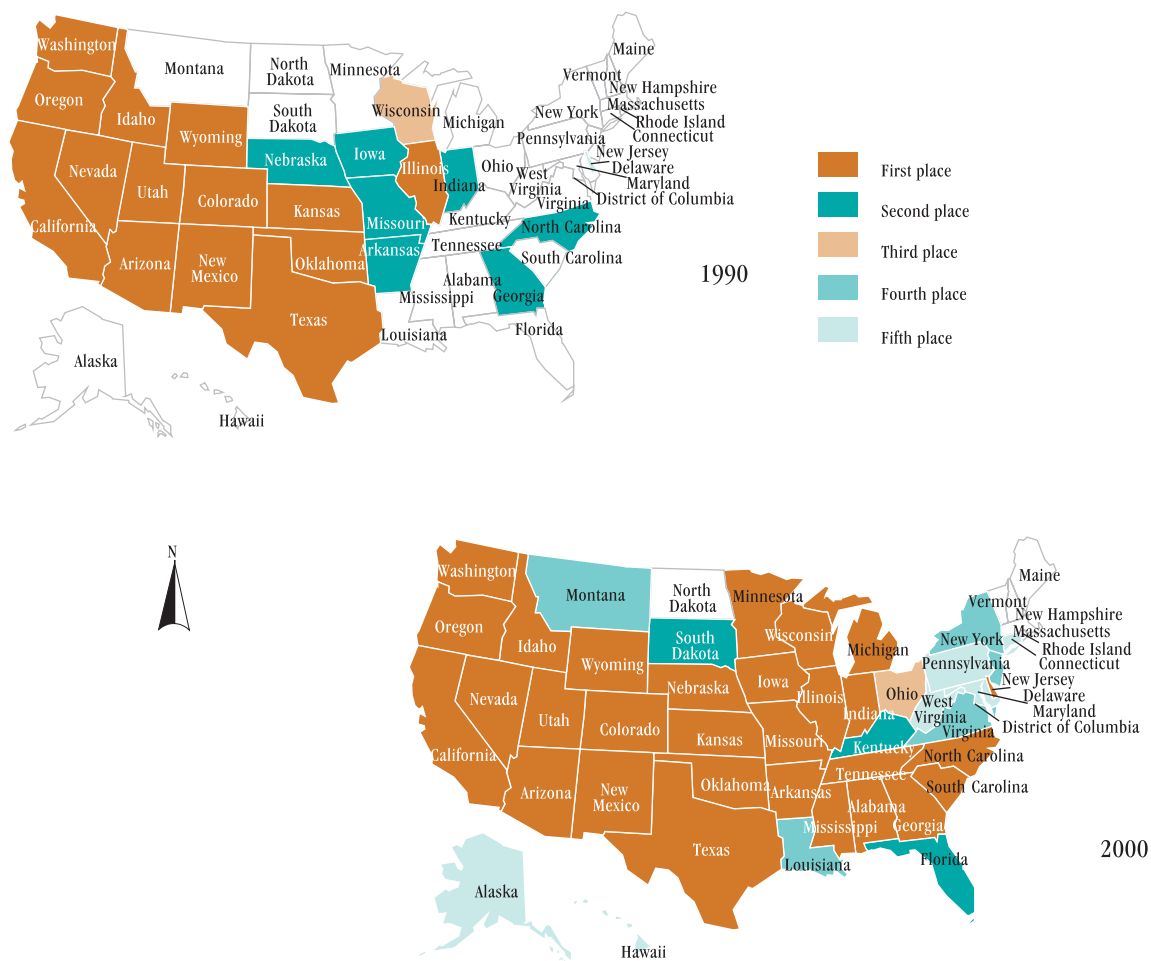 Washington
Montana
North
Dakota
Minnesota
Maine
Vermont
New Hampshire
Massachusetts
Rhode Island
Connecticut
Oregon
Idaho
Wyoming
South
Dakota
Wisconsin
Michigan
New York
Pennsylvania
New Jersey
Delaware
Maryland
District of Columbia
Nevada
Utah
Colorado
Nebraska
Iowa
Illinois
Indiana
Ohio
West
Virginia
Virginia
California
Kansas
Missouri
Kentucky
North Carolina
Arizona
New
Mexico
Oklahoma
Arkansas
Tennessee
South Carolina
Texas
Alabama
Mississippi
Georgia
Louisiana
Florida
Alaska
Hawaii
1990
First place
Second place
Third place
Fourth place
Fifth place
N
Washington
Montana
North
Dakota
Minnesota
Maine
Vermont
New Hampshire
Massachusetts
Rhode Island
Connecticut
Oregon
Idaho
Wyoming
South
Dakota
Wisconsin
Michigan
New York
Pennsylvania
New Jersey
Delaware
Maryland
District of Columbia
Nevada
Utah
Colorado
Nebraska
Iowa
Illinois
Indiana
Ohio
West
Virginia
Virginia
California
Kansas
Missouri
Kentucky
North Carolina
Arizona
New
Mexico
Oklahoma
Arkansas
Tennessee
South Carolina
Texas
Alabama
Mississippi
Georgia
Louisiana
Florida
Alaska
Hawaii
2000